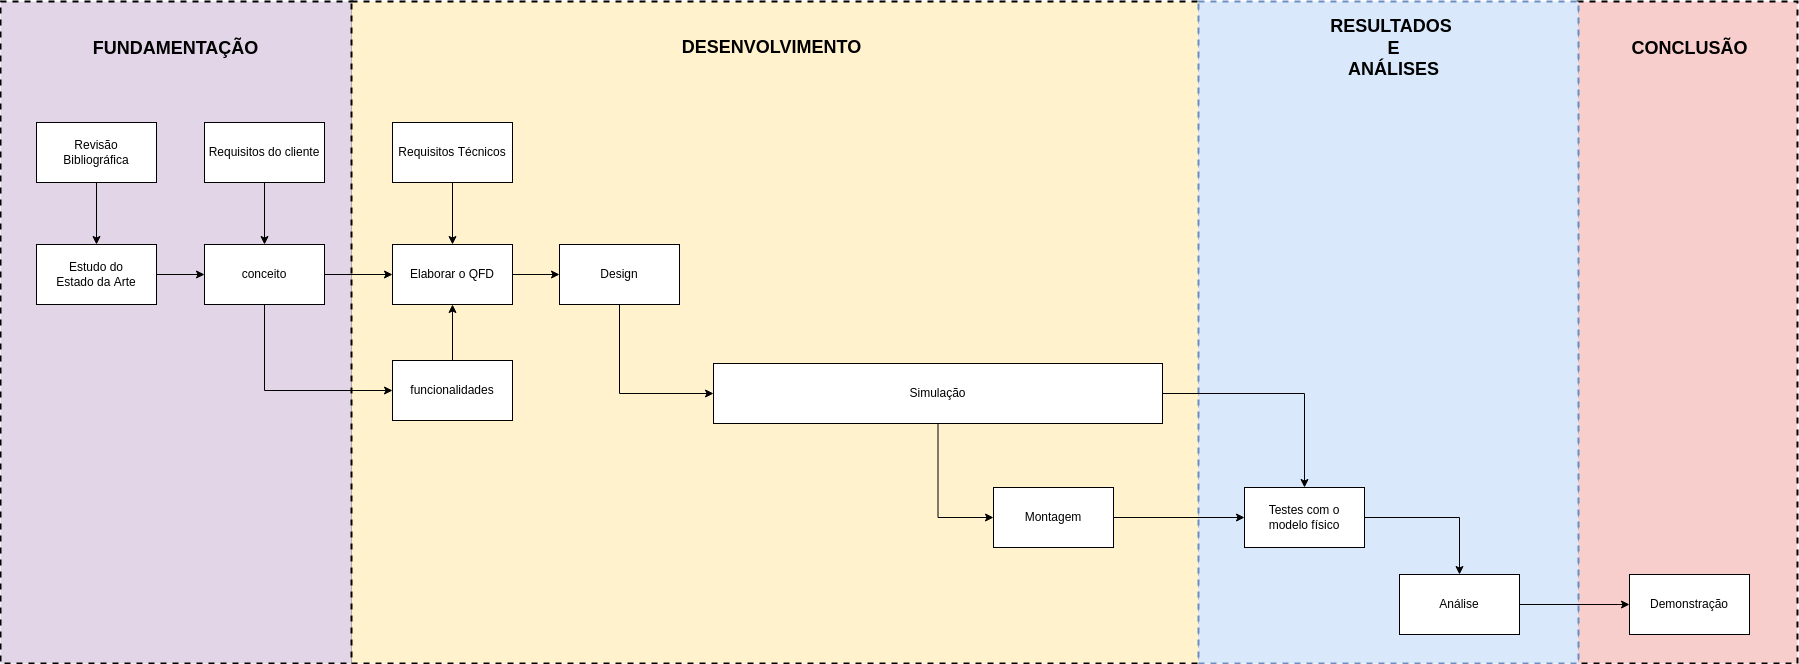 FUNDAMENTAÇÃO
DESENVOLVIMENTO
RESULTADOS
E
ANÁLISES
CONCLUSÃO
Revisão
Bibliográfica
Requisitos do cliente
Requisitos Técnicos
Estudo do
Estado da Arte
conceito
Elaborar o QFD
Design
funcionalidades
Simulação
Montagem
Testes com o
modelo físico
Análise
Demonstração